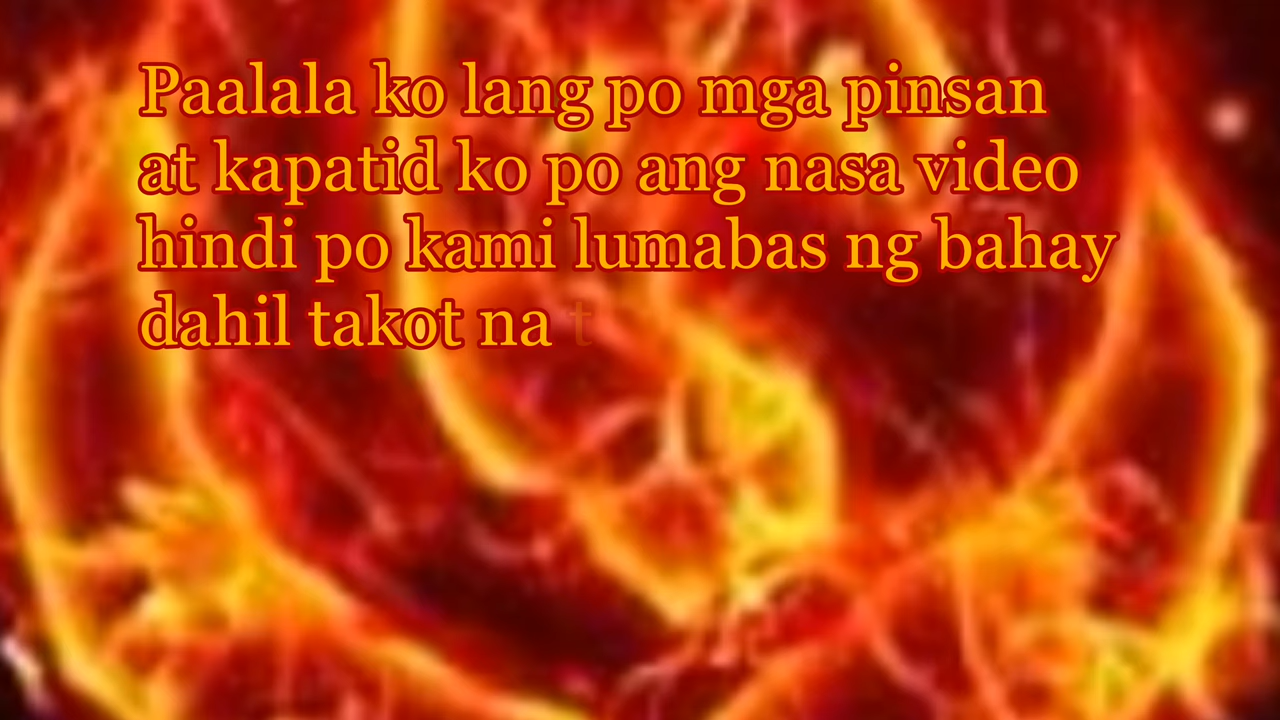 Paalala ko lang po mga pinsan
at kapatid ko po ang nasa video
hindi po kami lumabas ng bahay
dahil takot na t